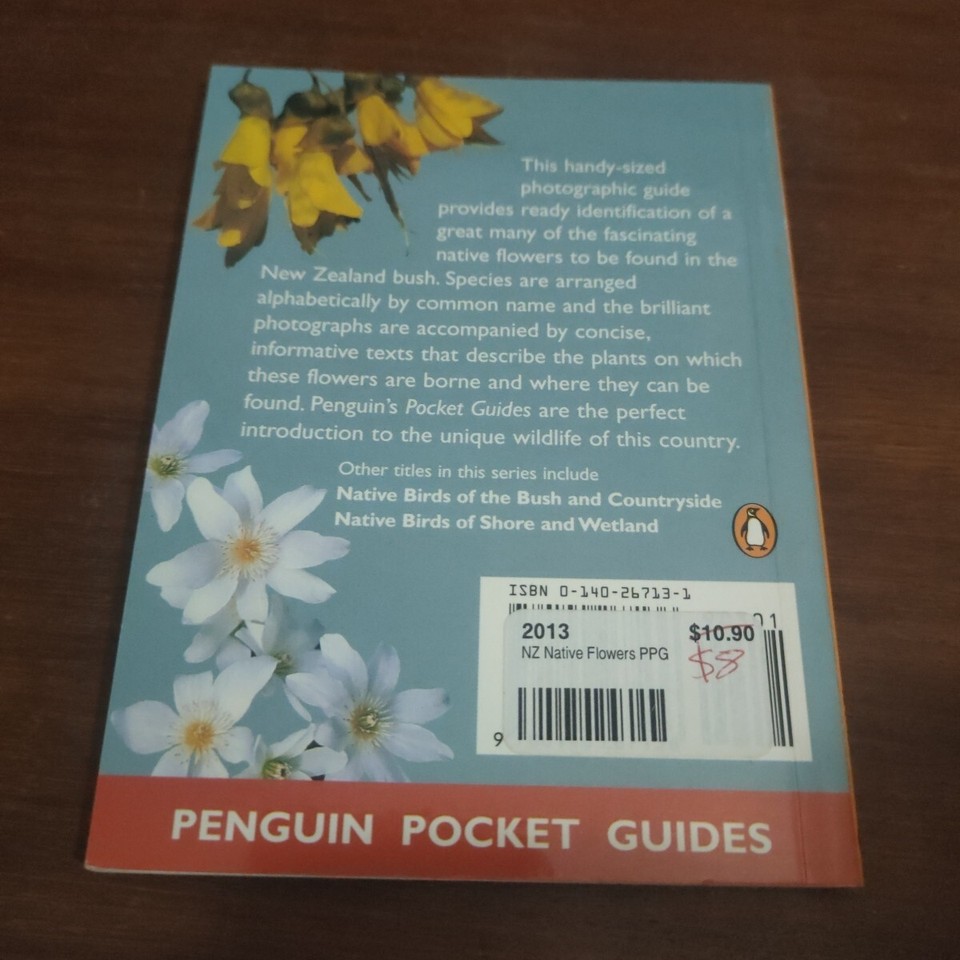 This handy-sized
photographic guide
provides ready identification of a
great many of the fascinating
native flowers to be found in the
New Zealand bush. Species are arranged
alphabetically by common name and the brilliant
photographs are accompanied by concise,
informative texts that describe the plants on which
these flowers are borne and where they can be
found. Penguin's Pocket Guides are the perfect
introduction to the unique wildlife of this country.
Other titles in this series include
Native Birds of the Bush and Countryside
Native Birds of Shore and Wetland
ISBN 0-140-26713-1
01
2013 $10.90
NZ Native Flowers PPG $8
9
PENGUIN POCKET GUIDES